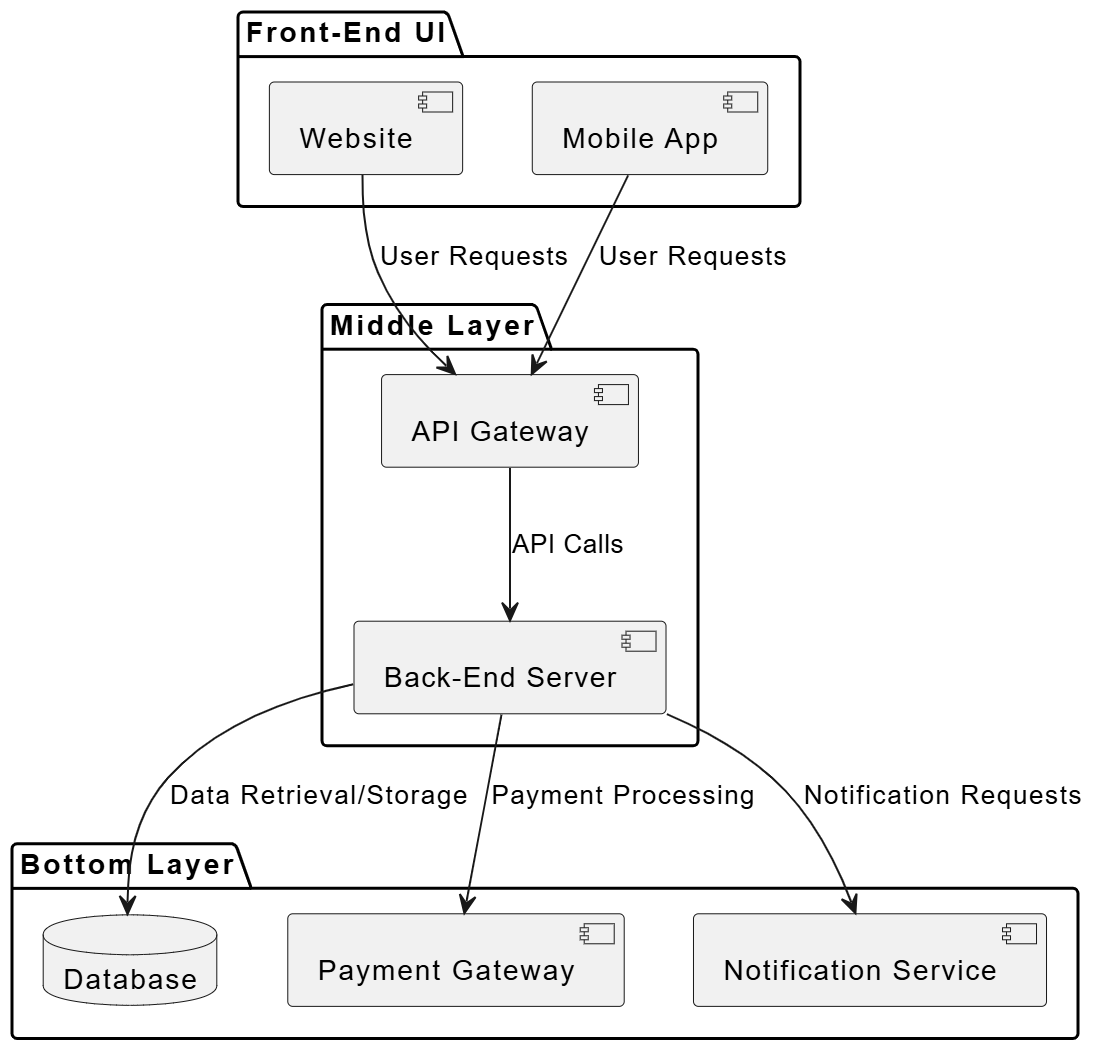 Front-End UI
Website
Mobile App
User Requests
User Requests
Middle Layer
API Gateway
API Calls
Back-End Server
Data Retrieval/Storage
Payment Processing
Notification Requests
Bottom Layer
Database
Payment Gateway
Notification Service